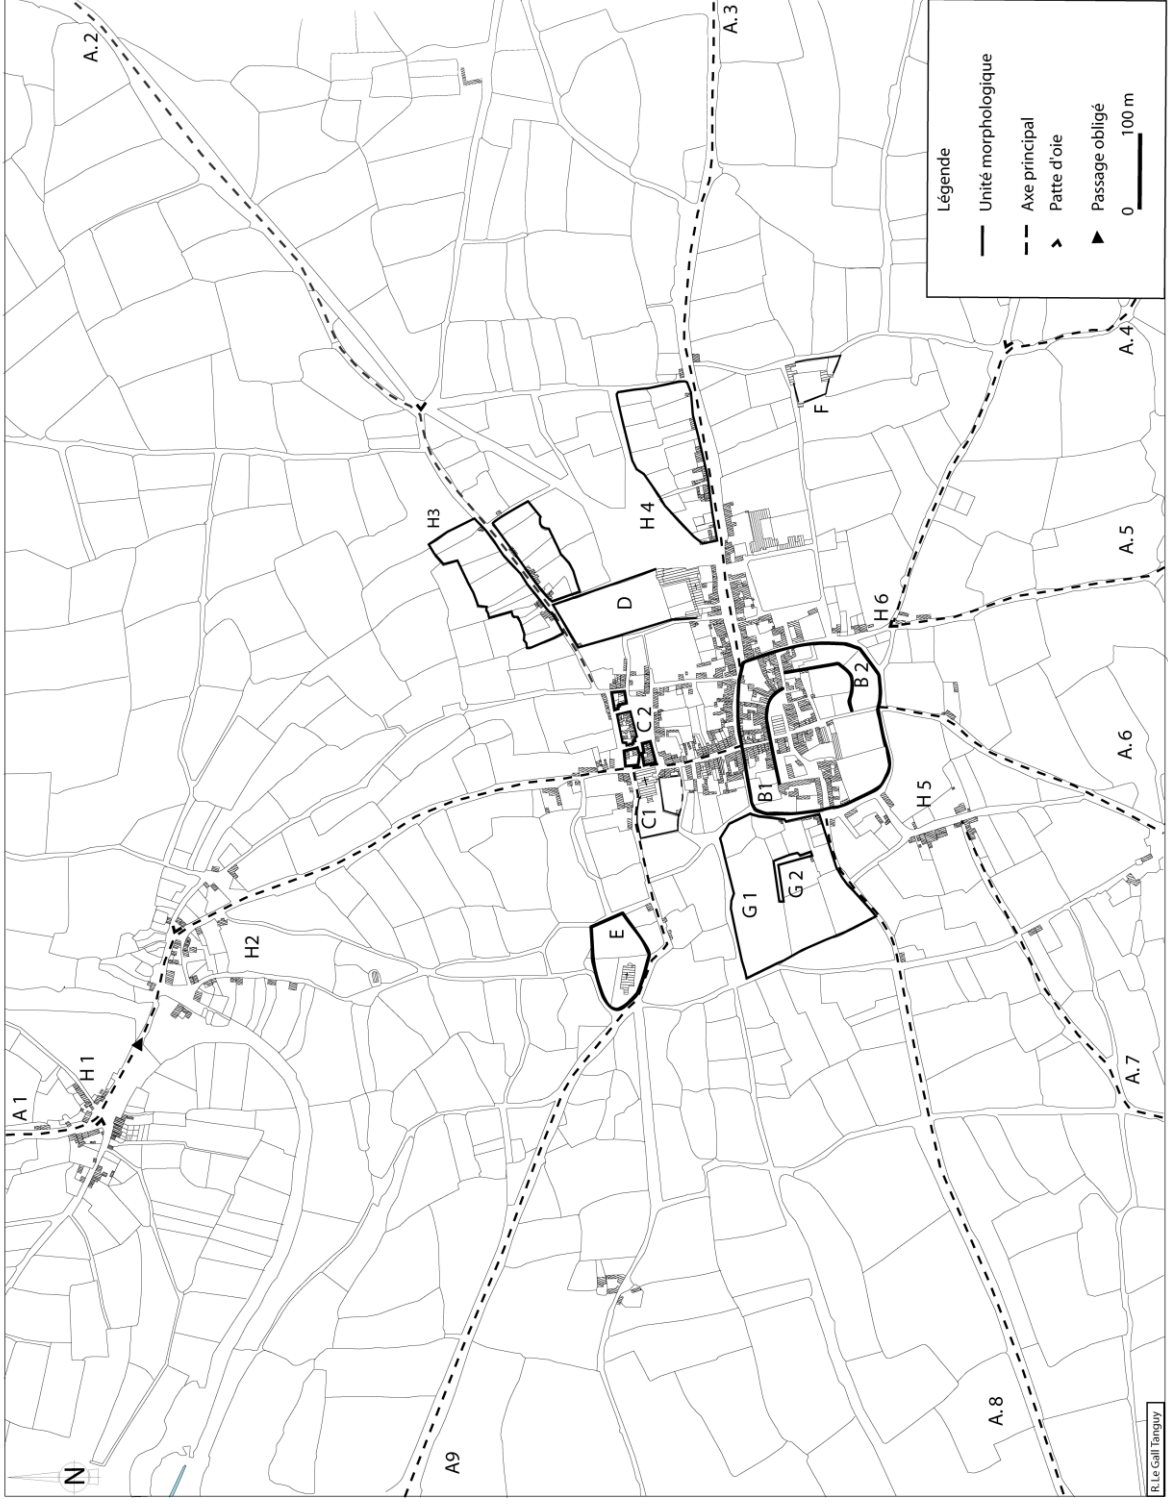 A.2
A.3
A 1
H 1
H2
H3
H 4
D
C 2
C1
E
F
B1
B 2
G 1
G 2
H 5
H 6
A.4
A.5
A.6
A.7
A.8
A9
N
Légende
Unité morphologique
Axe principal
Patte d'oie
Passage obligé
0 100 m
R.Le Gall Tanguy